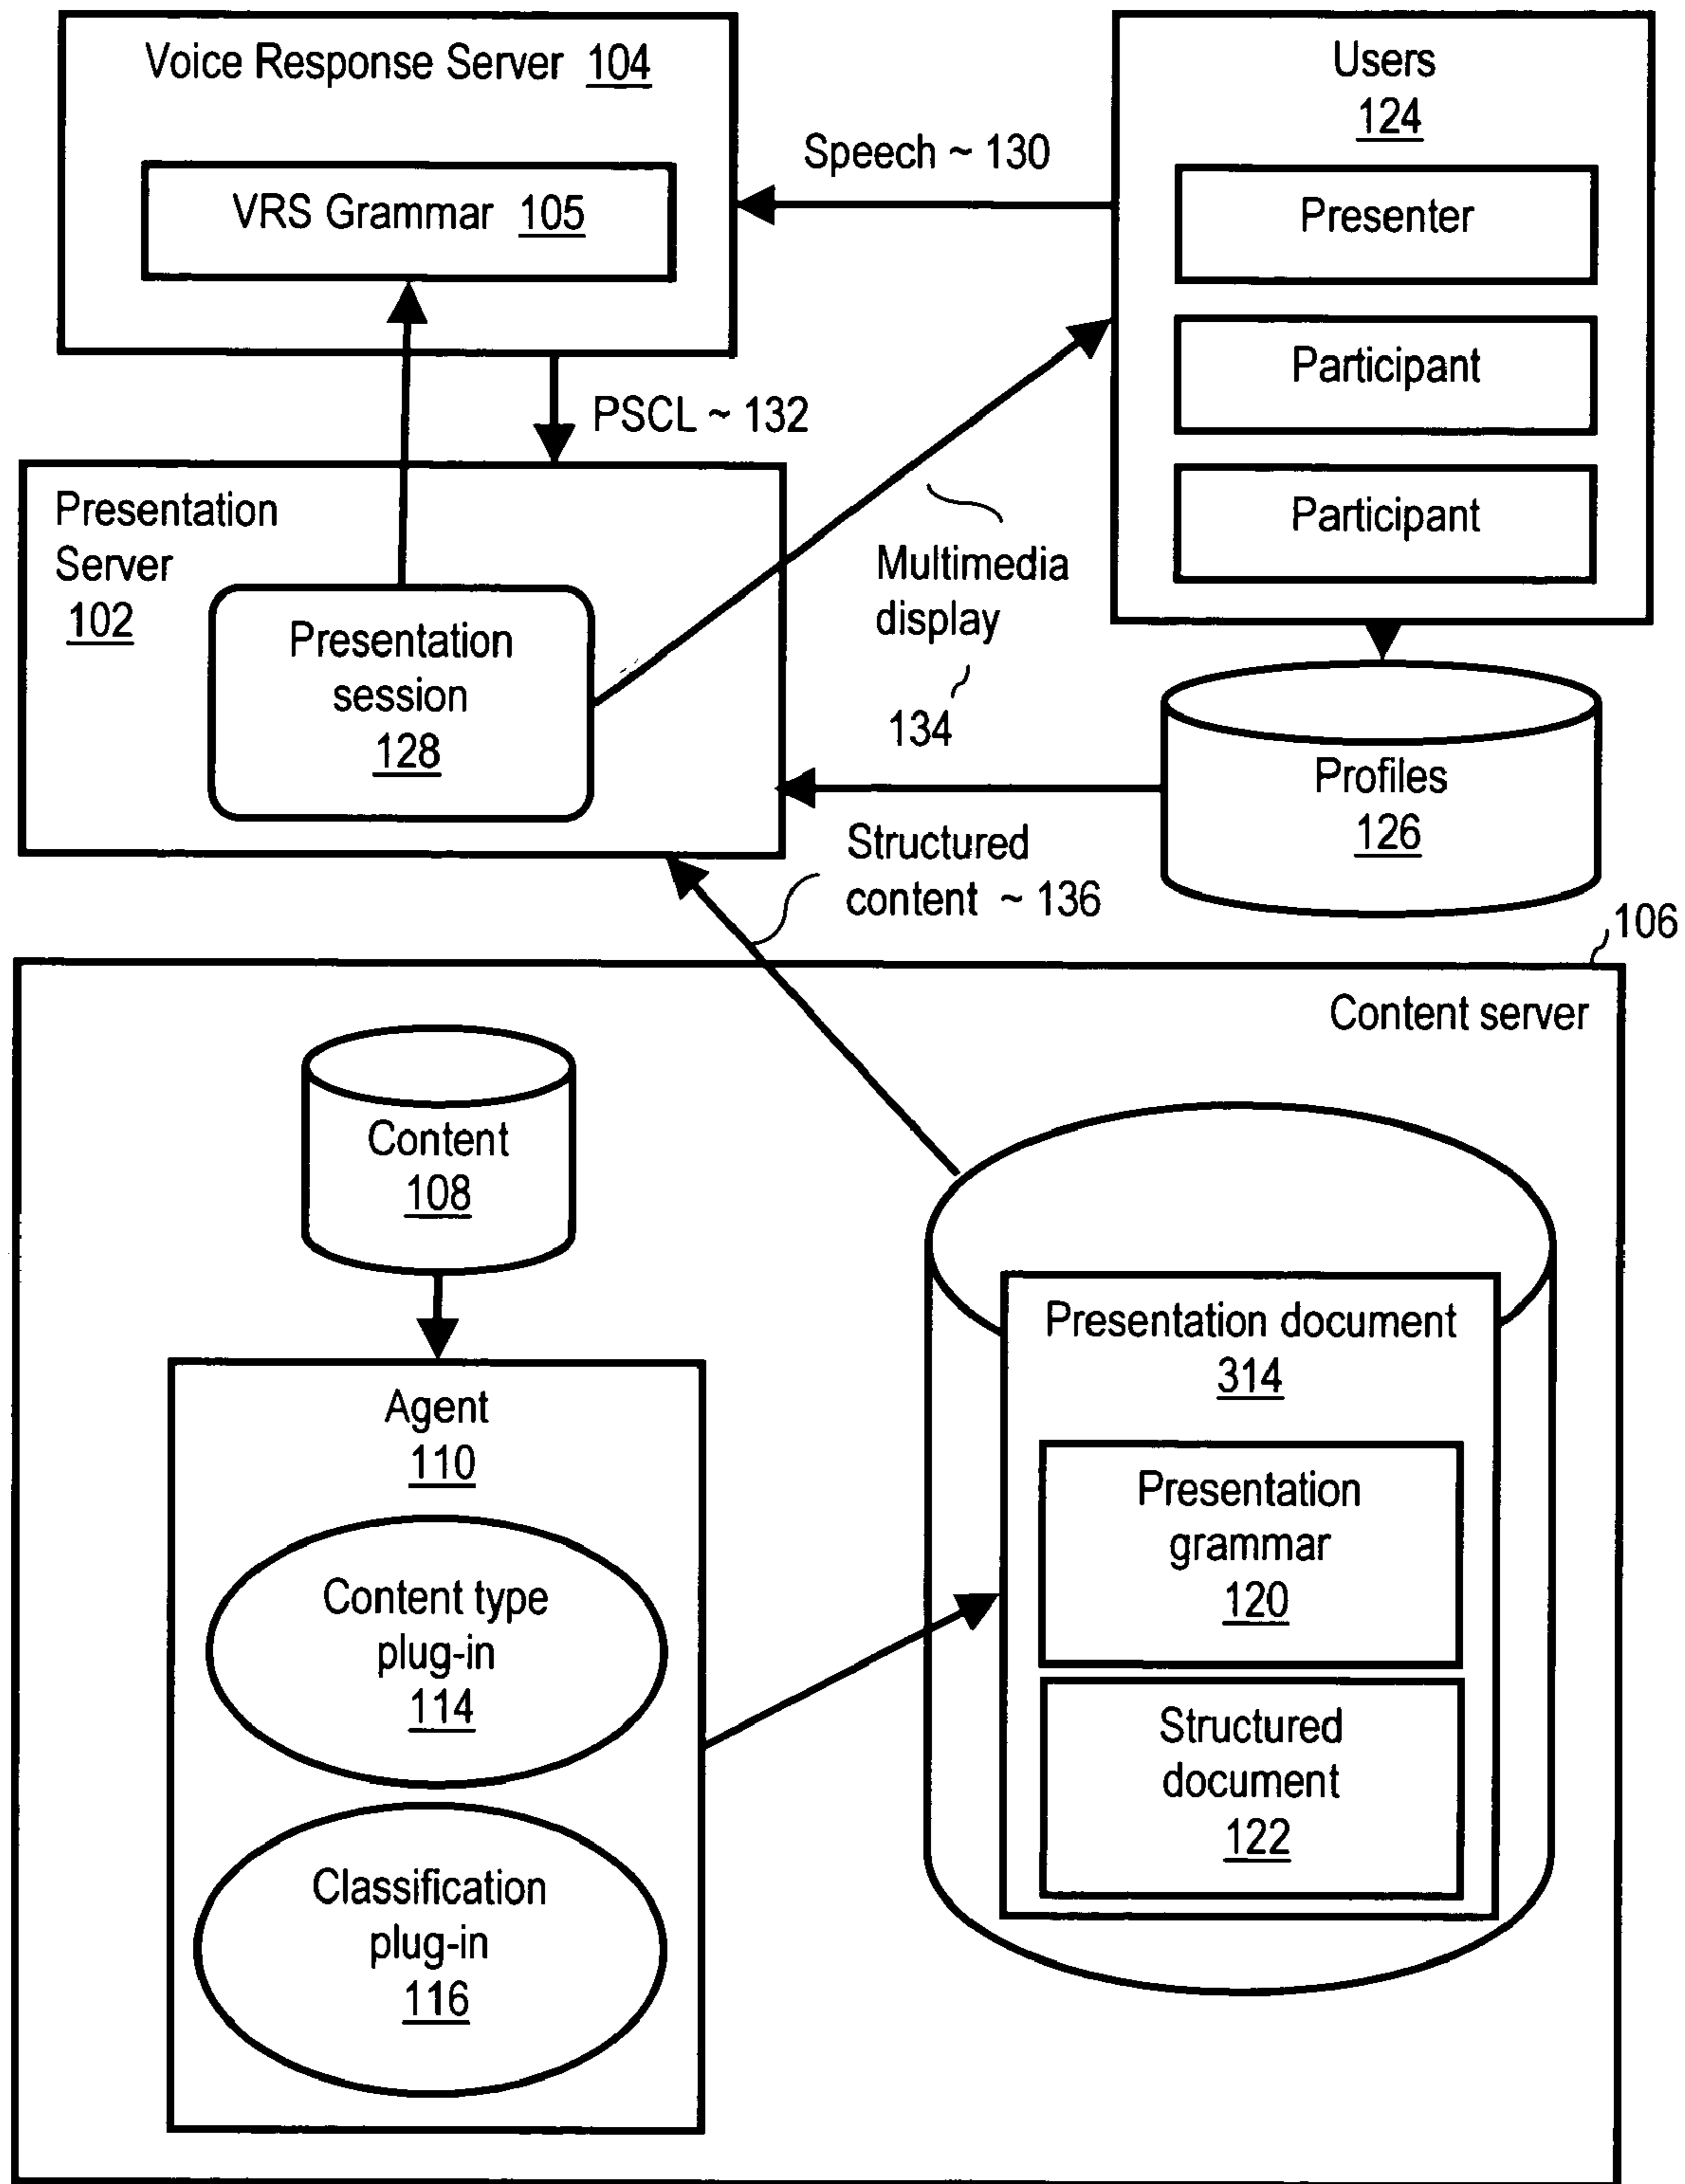 Voice Response Server 104
VRS Grammar 105
Speech ~ 130
Users
124
Presenter
Participant
Participant
PSCL ~ 132
Presentation
Server
102
Presentation
session
128
Multimedia
display
134
Profiles
126
Structured
content ~ 136
106
Content server
Content
108
Agent
110
Content type
plug-in
114
Classification
plug-in
116
Presentation document
314
Presentation
grammar
120
Structured
document
122